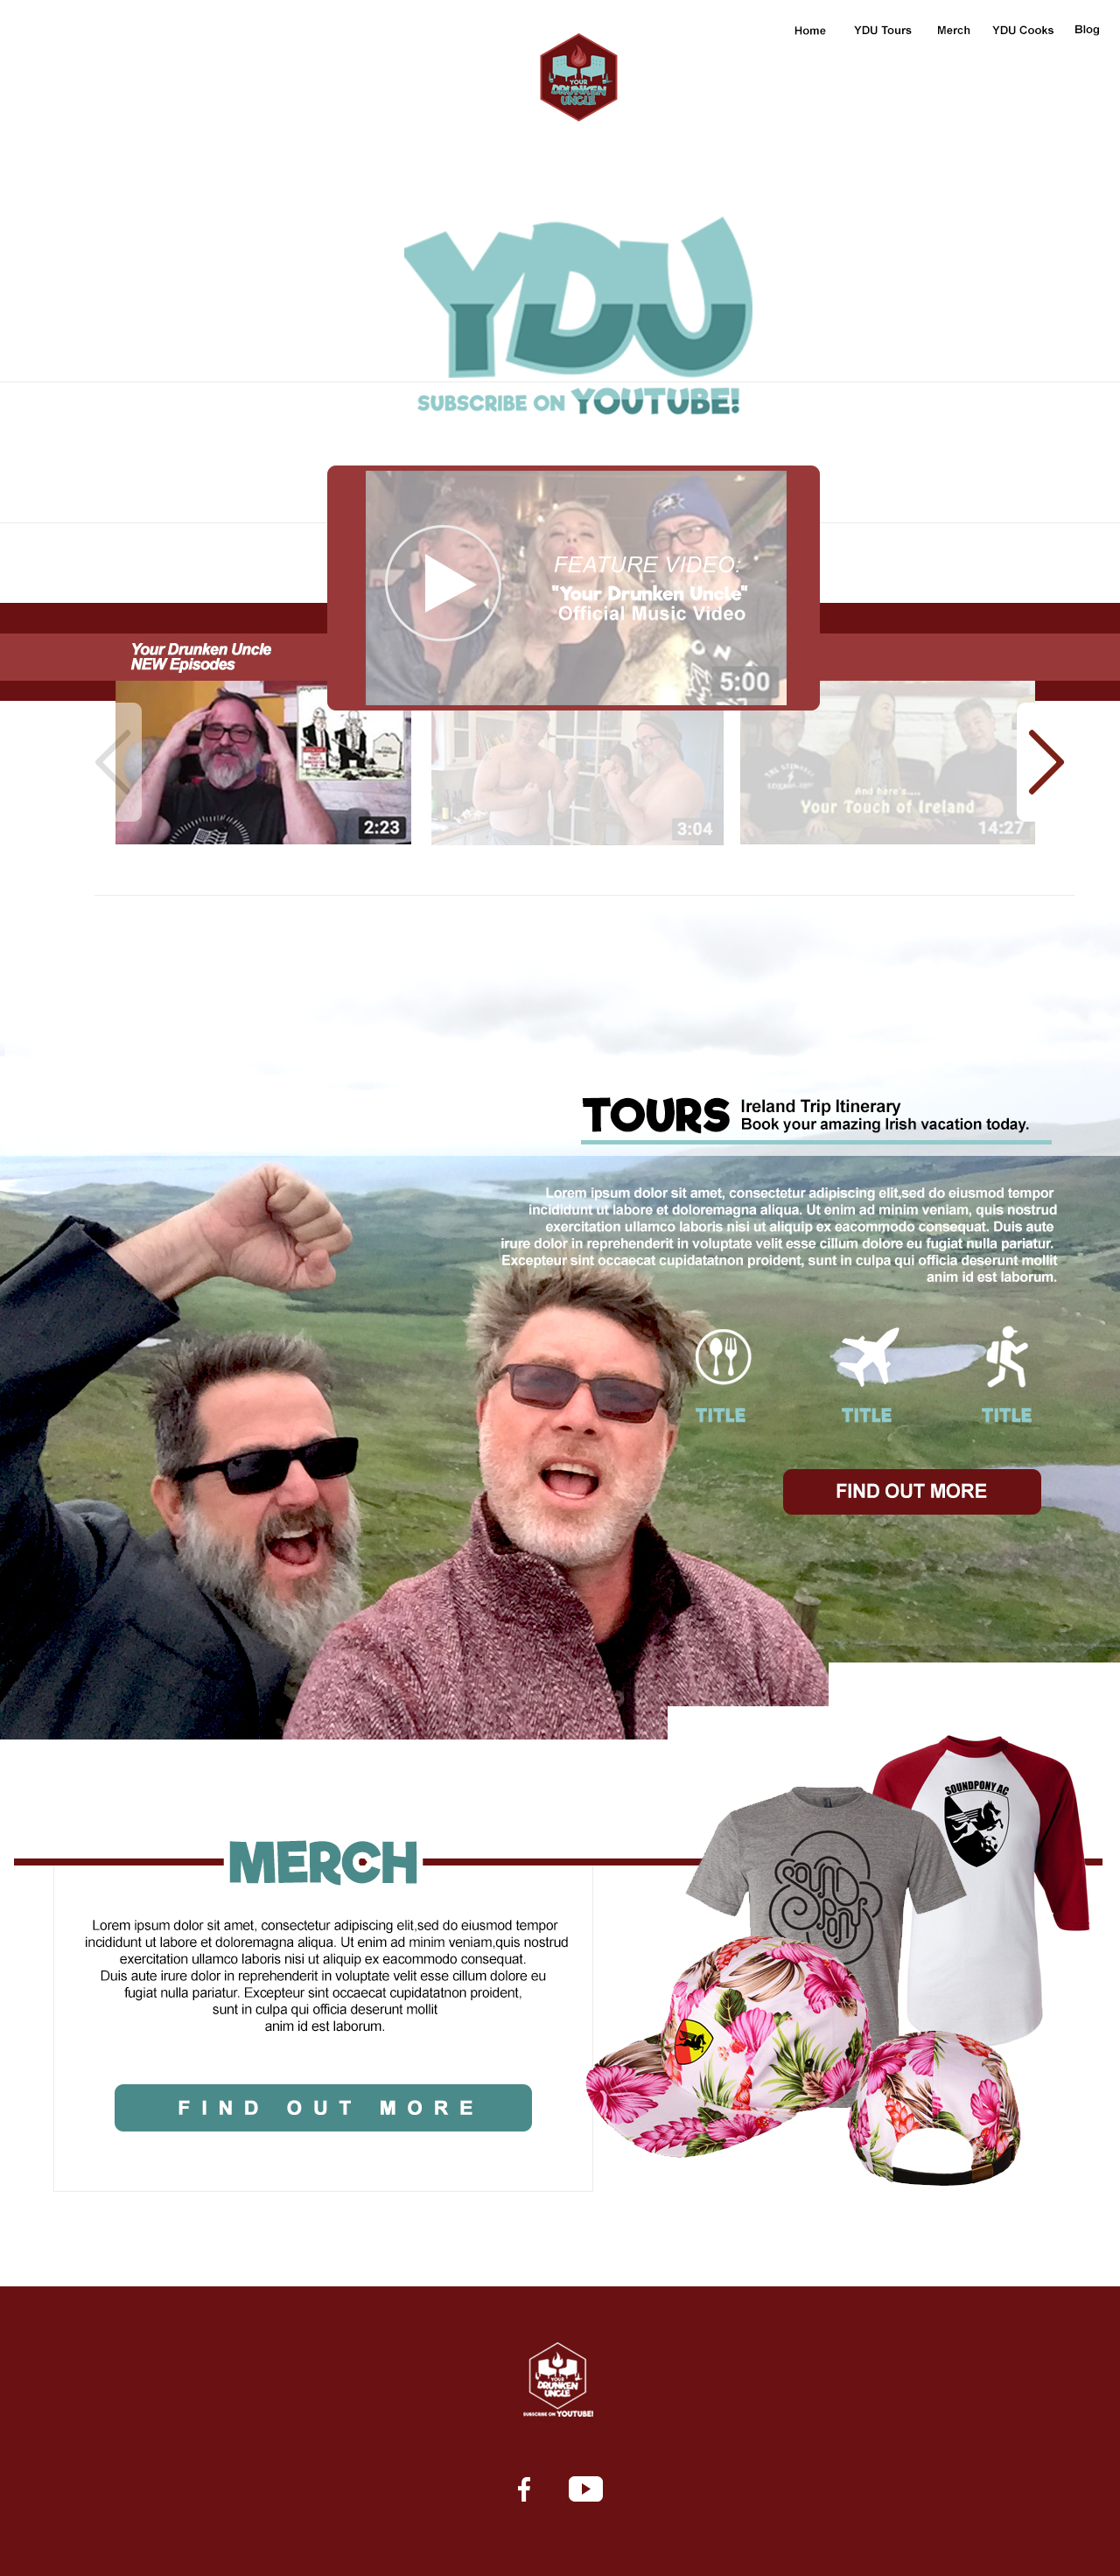 Home YDU Tours Merch YDU Cooks Blog
YOUR
DRUNKEN
UNCLE
YDU
SUBSCRIBE ON YOUTUBE!
FEATURE VIDEO:
"Your Drunken Uncle"
Official Music Video
5:00
Your Drunken Uncle
NEW Episodes
2:23
3:04
And here's....
Your Touch of Ireland
14:27
TOURS
Ireland Trip Itinerary
Book your amazing Irish vacation today.
Lorem ipsum dolor sit amet, consectetur adipiscing elit,sed do eiusmod tempor
incididunt ut labore et doloremagna aliqua. Ut enim ad minim veniam, quis nostrud
exercitation ullamco laboris nisi ut aliquip ex eacommodo consequat. Duis aute
irure dolor in reprehenderit in voluptate velit esse cillum dolore eu fugiat nulla pariatur.
Excepteur sint occaecat cupidatatnon proident, sunt in culpa qui officia deserunt mollit
anim id est laborum.
TITLE TITLE TITLE
FIND OUT MORE
SOUNDPONY AC
Sound
pony
MERCH
Lorem ipsum dolor sit amet, consectetur adipiscing elit,sed do eiusmod tempor
incididunt ut labore et doloremagna aliqua. Ut enim ad minim veniam,quis nostrud
exercitation ullamco laboris nisi ut aliquip ex eacommodo consequat.
Duis aute irure dolor in reprehenderit in voluptate velit esse cillum dolore eu
fugiat nulla pariatur. Excepteur sint occaecat cupidatatnon proident,
sunt in culpa qui officia deserunt mollit
anim id est laborum.
FIND OUT MORE
YOUR
DRUNKEN
UNCLE
SUBSCRIBE ON YOUTUBE!